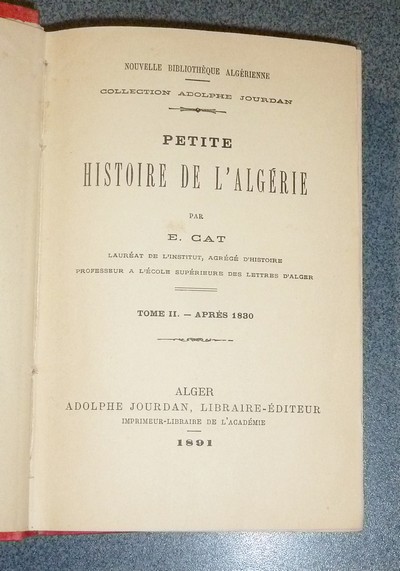 NOUVELLE BIBLIOTHÈQUE ALGÉRIENNE
COLLECTION ADOLPHE JOURDAN
PETITE
HISTOIRE DE L'ALGÉRIE
PAR
E. CAT
LAURÉAT DE L'INSTITUT, AGRÉGÉ D'HISTOIRE
PROFESSEUR A L'ÉCOLE SUPÉRIEURE DES LETTRES D'ALGER
TOME II. — APRÈS 1830
ALGER
ADOLPHE JOURDAN, LIBRAIRE-ÉDITEUR
IMPRIMEUR-LIBRAIRE DE L'ACADÉMIE
1891